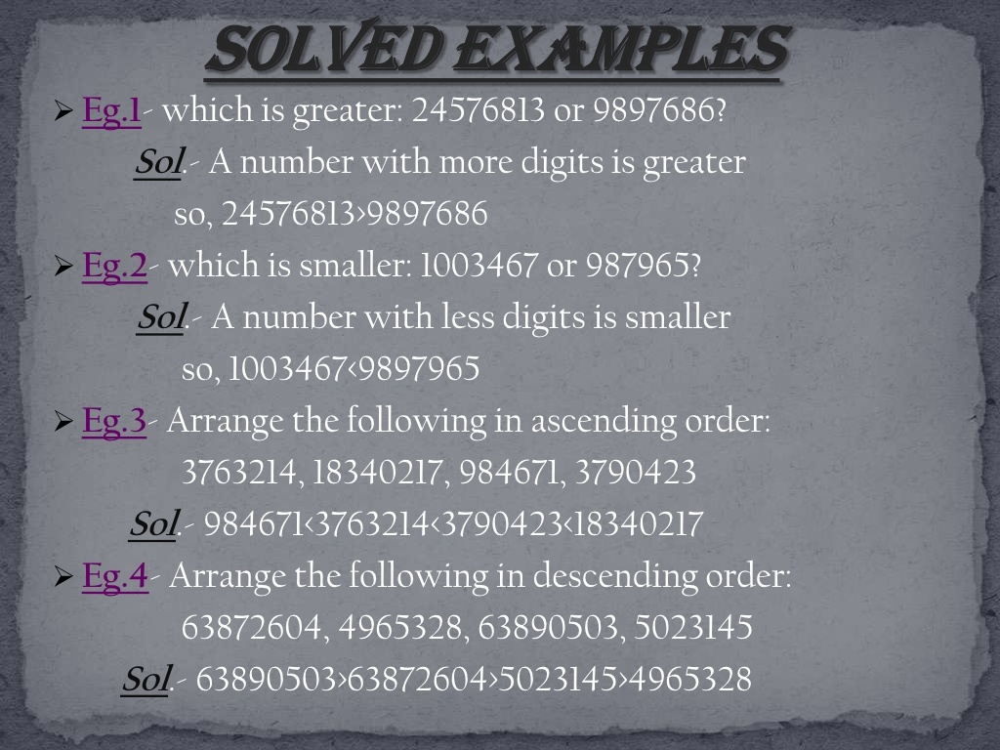 SOLVED EXAMPLES
➢ Eg.1- which is greater: 24576813 or 9897686?
Sol.- A number with more digits is greater
so, 24576813>9897686
➢ Eg.2- which is smaller: 1003467 or 987965?
Sol.- A number with less digits is smaller
so, 1003467<9897965
➢ Eg.3- Arrange the following in ascending order:
3763214, 18340217, 984671, 3790423
Sol.- 984671<3763214<3790423<18340217
➢ Eg.4- Arrange the following in descending order:
63872604, 4965328, 63890503, 5023145
Sol.- 63890503>63872604>5023145>4965328